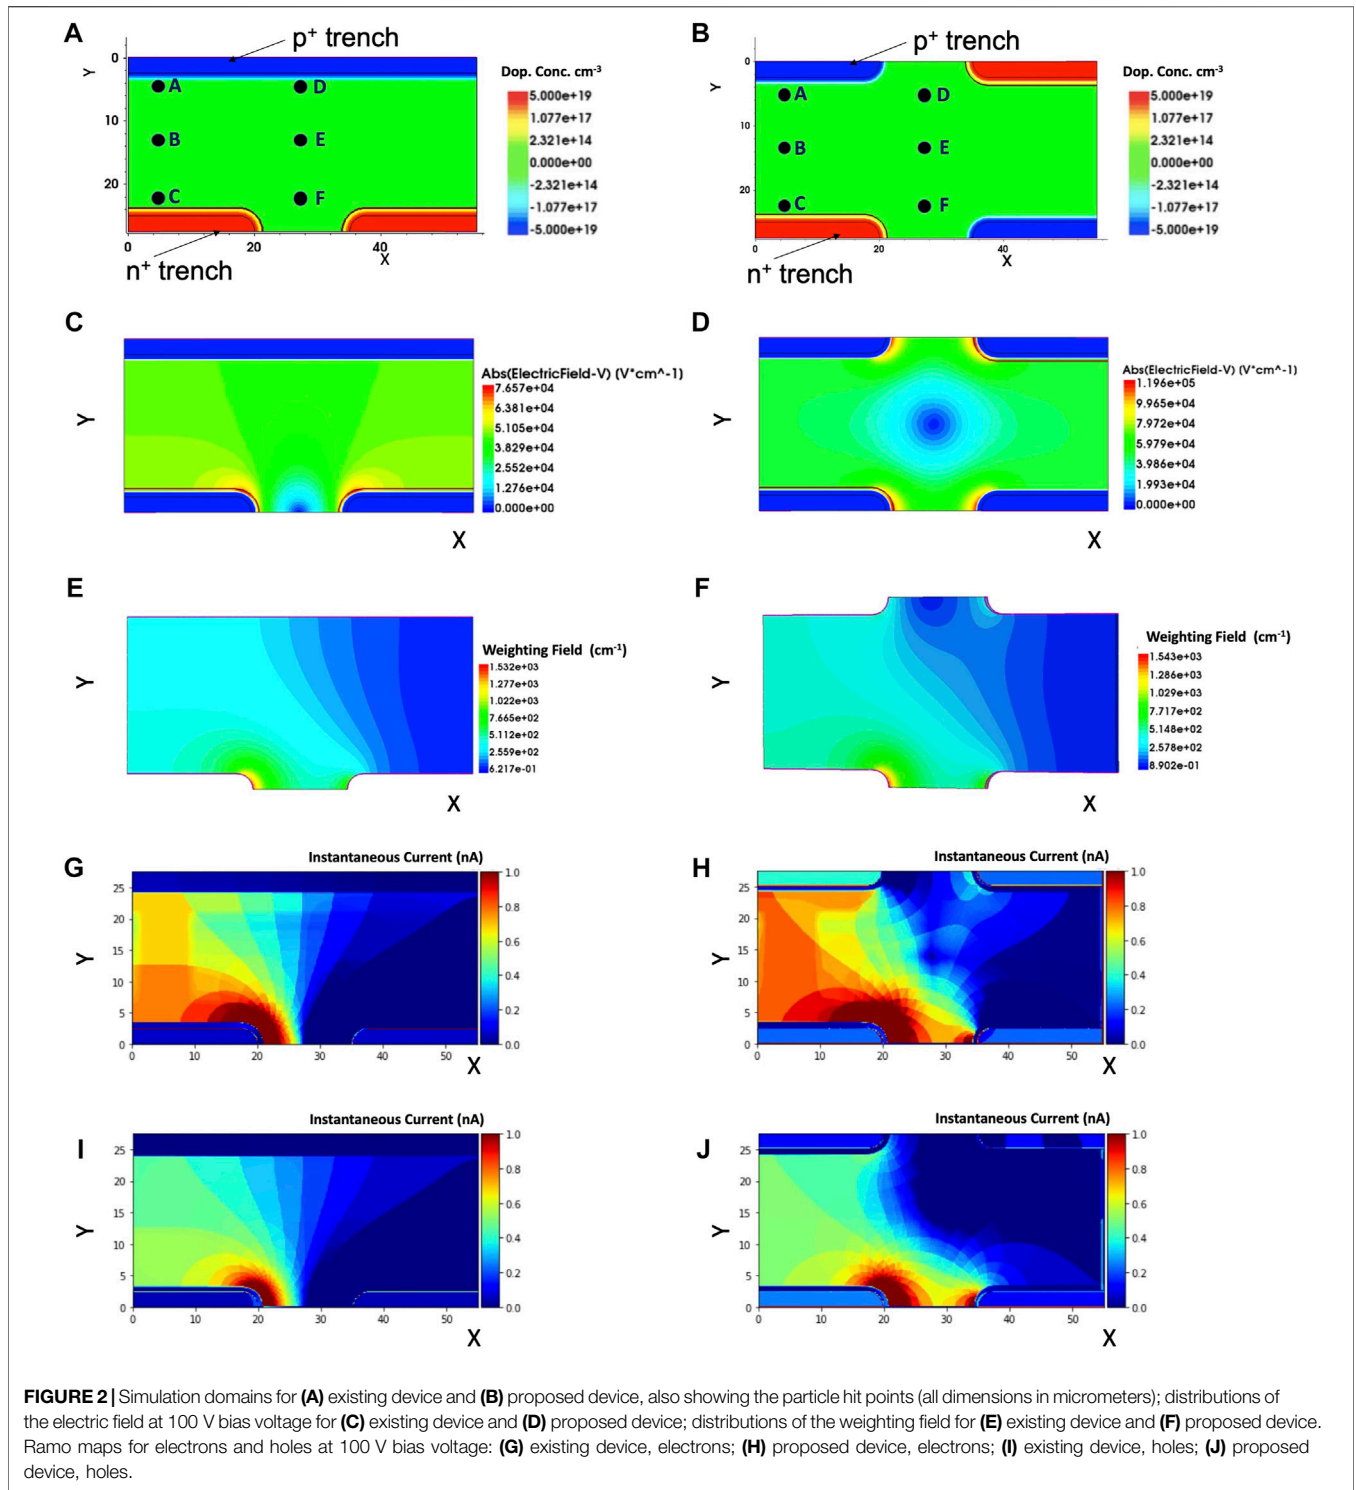 A
p+ trench
Y
0
10
20
A
D
B
E
C
F
0
20
40
X
n+ trench
Dop. Conc. cm-3
5.000e+19
1.077e+17
2.321e+14
0.000e+00
-2.321e+14
-1.077e+17
-5.000e+19
B
p+ trench
Y
0
10
20
A
D
B
E
C
F
0
20
40
X
n+ trench
Dop. Conc. cm-3
5.000e+19
1.077e+17
2.321e+14
0.000e+00
-2.321e+14
-1.077e+17
-5.000e+19
C
Y
X
Abs(ElectricField-V) (V*cm^-1)
7.657e+04
6.381e+04
5.105e+04
3.829e+04
2.552e+04
1.276e+04
0.000e+00
D
Y
X
Abs(ElectricField-V) (V*cm^-1)
1.196e+05
9.965e+04
7.972e+04
5.979e+04
3.986e+04
1.993e+04
0.000e+00
E
Y
X
Weighting Field (cm-1)
1.532e+03
1.277e+03
1.022e+03
7.665e+02
5.112e+02
2.559e+02
6.217e-01
F
Y
X
Weighting Field (cm-1)
1.543e+03
1.286e+03
1.029e+03
7.717e+02
5.148e+02
2.578e+02
8.902e-01
G
Instantaneous Current (nA)
Y
25
20
15
10
5
0
0 10 20 30 40 50
X
1.0
0.8
0.6
0.4
0.2
0.0
H
Instantaneous Current (nA)
Y
25
20
15
10
5
0
0 10 20 30 40 50
X
1.0
0.8
0.6
0.4
0.2
0.0
I
Instantaneous Current (nA)
Y
25
20
15
10
5
0
0 10 20 30 40 50
X
1.0
0.8
0.6
0.4
0.2
0.0
J
Instantaneous Current (nA)
Y
25
20
15
10
5
0
0 10 20 30 40 50
X
1.0
0.8
0.6
0.4
0.2
0.0
FIGURE 2 | Simulation domains for (A) existing device and (B) proposed device, also showing the particle hit points (all dimensions in micrometers); distributions of
the electric field at 100 V bias voltage for (C) existing device and (D) proposed device; distributions of the weighting field for (E) existing device and (F) proposed device.
Ramo maps for electrons and holes at 100 V bias voltage: (G) existing device, electrons; (H) proposed device, electrons; (I) existing device, holes; (J) proposed
device, holes.